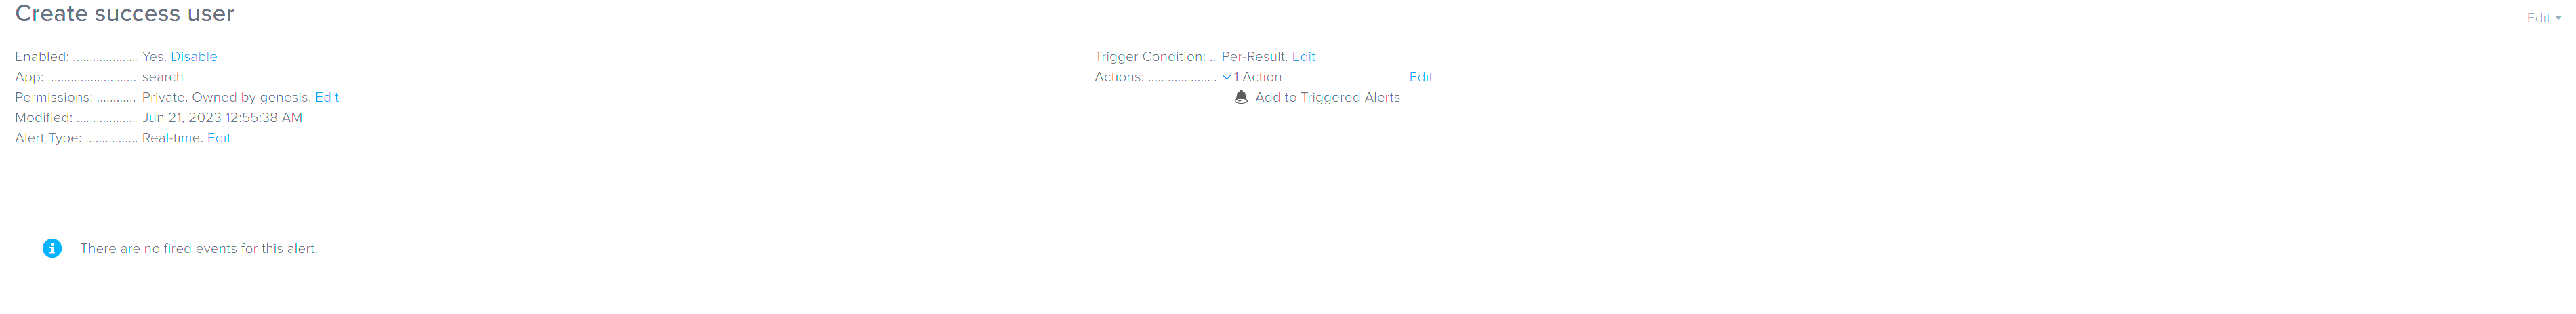 Create success user
Edit
Enabled: ................... Yes. Disable
App: ........................... search
Permissions: ............ Private. Owned by genesis. Edit
Modified: .................. Jun 21, 2023 12:55:38 AM
Alert Type: ................ Real-time. Edit
Trigger Condition: .. Per-Result. Edit
Actions: ..................... 1 Action Edit
Add to Triggered Alerts
There are no fired events for this alert.